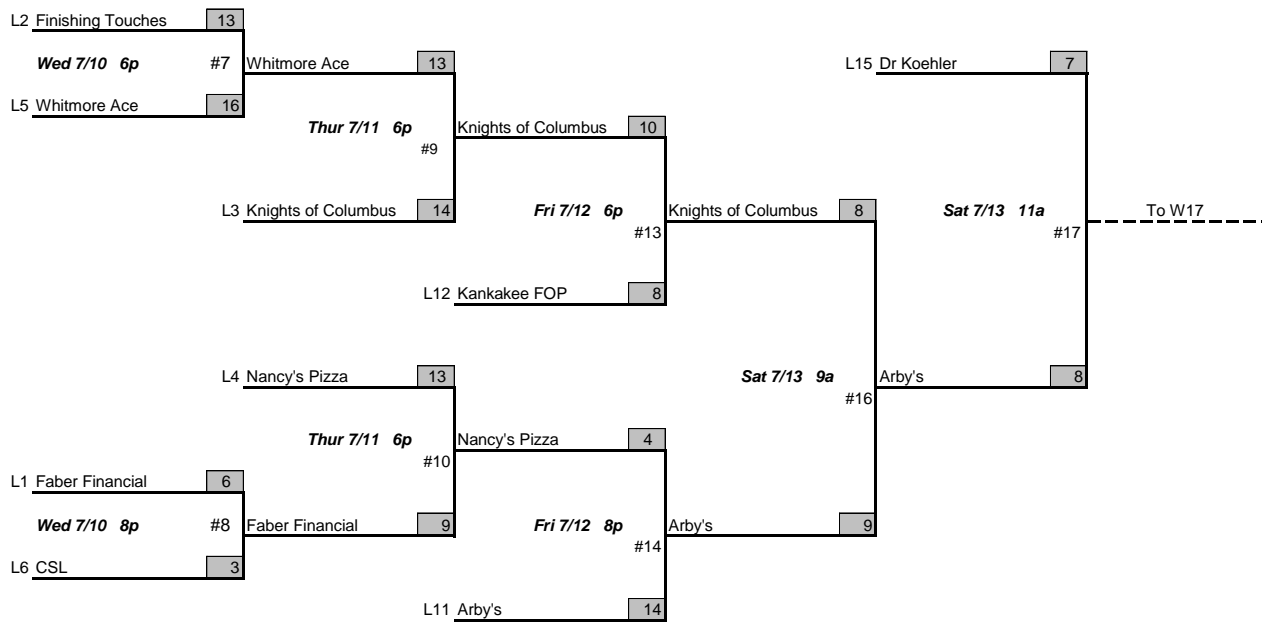 L2 Finishing Touches 13
Wed 7/10 6p #7 Whitmore Ace 13 L15 Dr Koehler 7
L5 Whitmore Ace 16
Thur 7/11 6p Knights of Columbus 10
#9
L3 Knights of Columbus 14 Fri 7/12 6p Knights of Columbus 8 Sat 7/13 11a To W17
#13 #17
L12 Kankakee FOP 8
L4 Nancy's Pizza 13 Sat 7/13 9a Arby's 8
#16
Thur 7/11 6p Nancy's Pizza 4
#10
L1 Faber Financial 6
Wed 7/10 8p #8 Faber Financial 9 Fri 7/12 8p Arby's 9
#14
L6 CSL 3
L11 Arby's 14